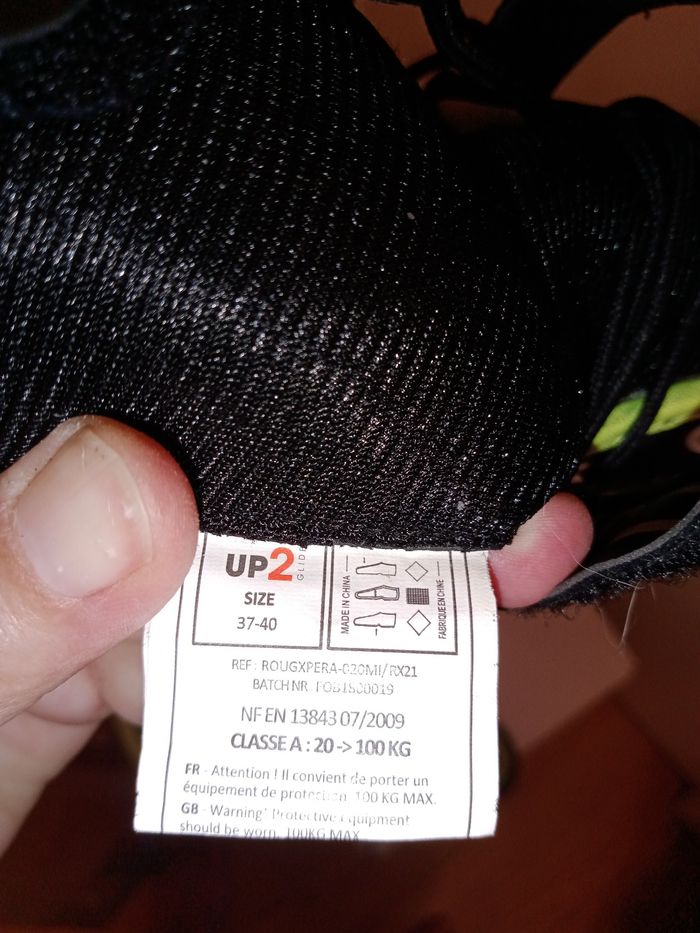 UP2
GLIDE
SIZE
37-40
MADE IN CHINA
FABRIQUE EN CHINE
REF : ROUGXPERA-020MI/RX21
BATCH NR
NF EN 13843 07/2009
CLASSE A : 20 -> 100 KG
FR - Attention ! Il convient de porter un
équipement de protection. 100 KG MAX.
GB - Warning! Protective equipment
should be worn. 100KG MAX